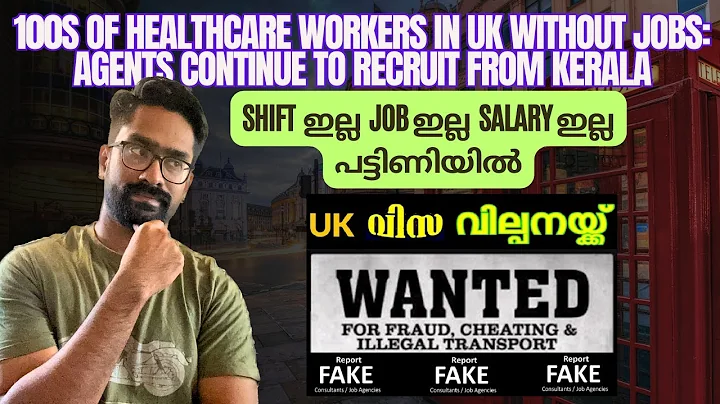 100S OF HEALTHCARE WORKERS IN UK WITHOUT JOBS:
AGENTS CONTINUE TO RECRUIT FROM KERALA
SHIFT ഇല്ല JOB ഇല്ല SALARY ഇല്ല
പട്ടിണിയിൽ
UK വിസ വില്പനയ്ക്ക്
WANTED
FOR FRAUD, CHEATING &
ILLEGAL TRANSPORT
Report Report Report
FAKE FAKE FAKE
Consultants / Job Agencies Consultants / Job Agencies Consultants / Job Agencies